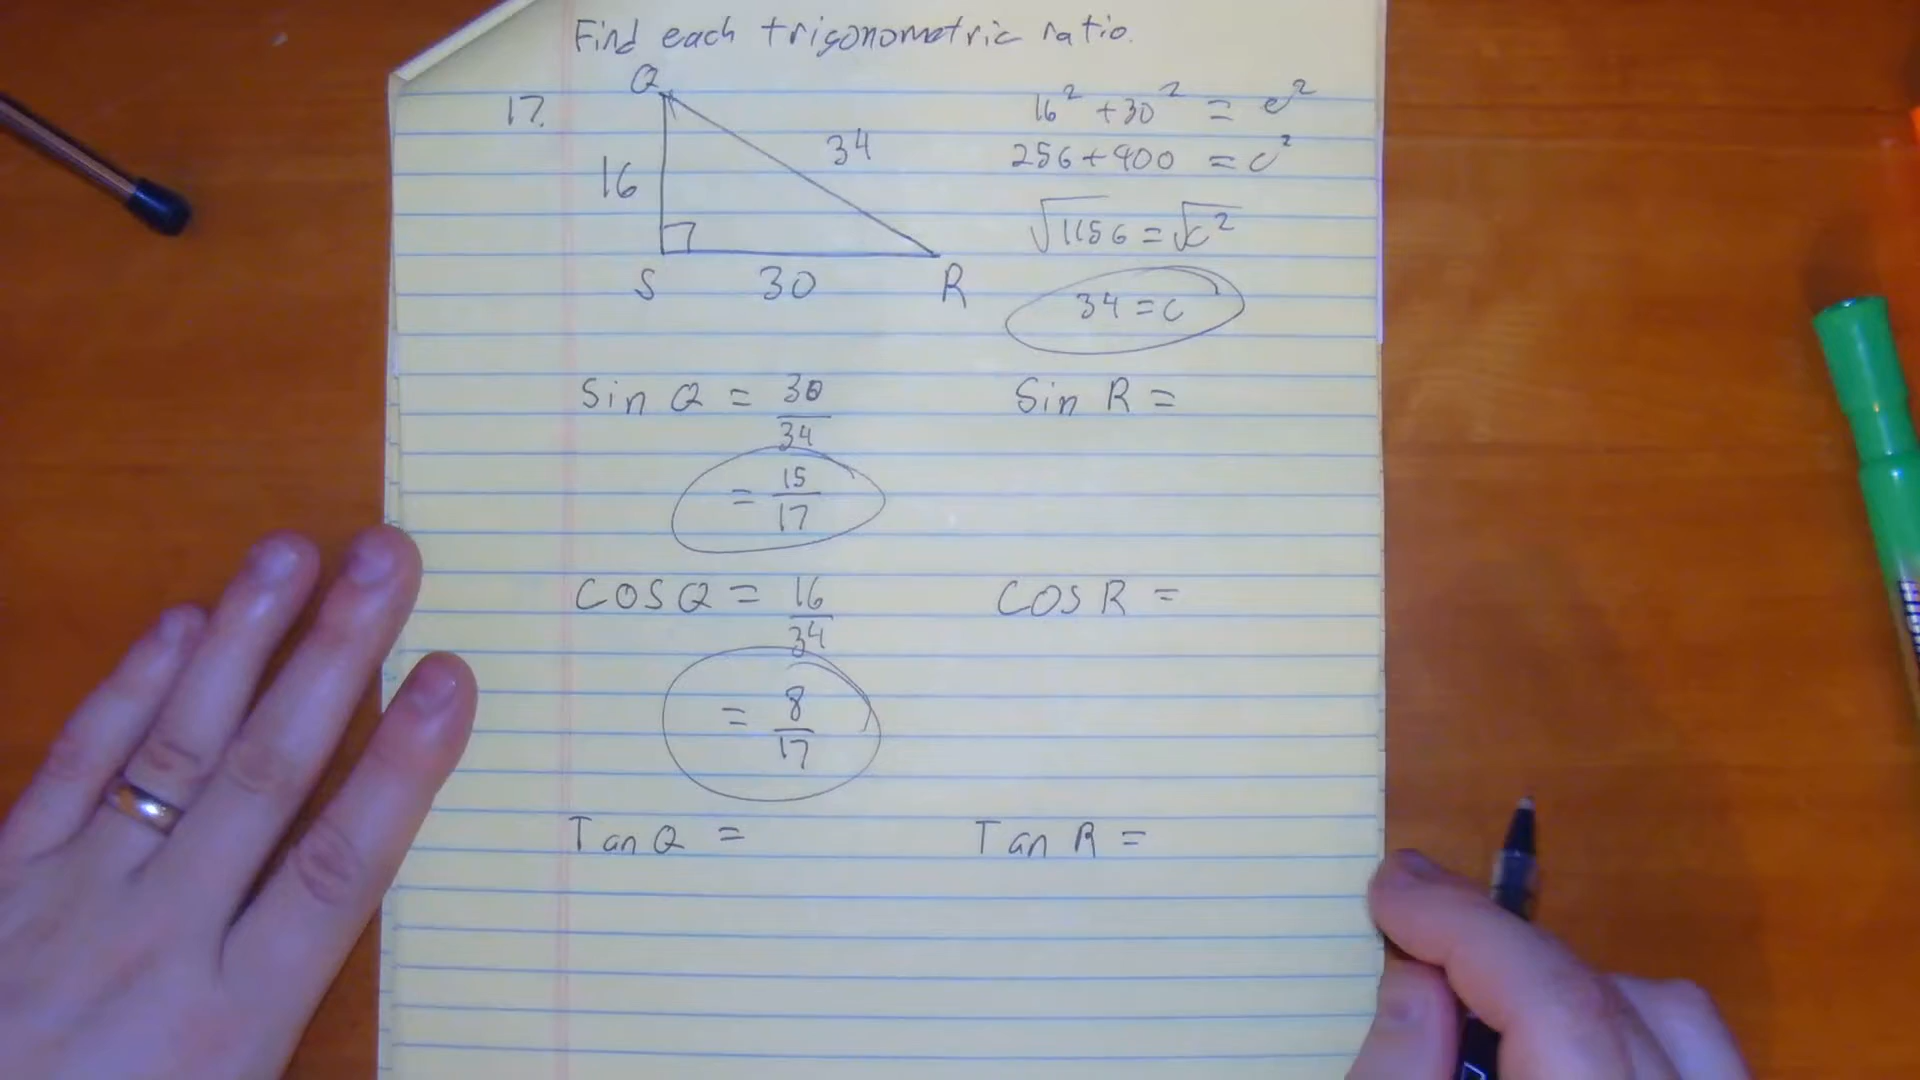 Find each trigonometric ratio.
17.
Q
16
34
S
30
R
16² + 30² = c²
256 + 900 = c²
√1156 = √c²
34 = c
Sin Q = 30/34
= 15/17
Sin R =
COS Q = 16/34
= 8/17
COS R =
Tan Q =
Tan R =